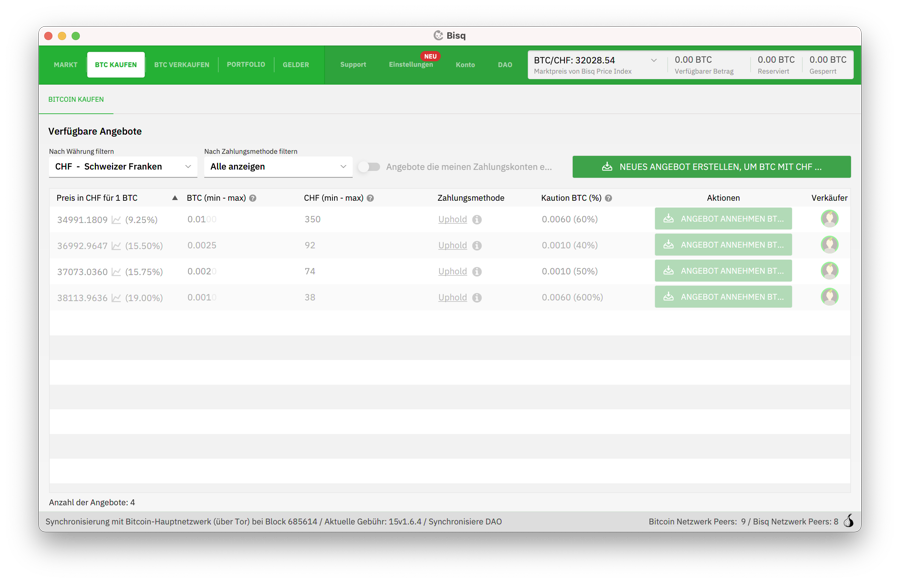 Bisq
MARKT BTC KAUFEN BTC VERKAUFEN PORTFOLIO GELDER Support Einstellungen NEU Konto DAO
BTC/CHF: 32028.54 0.00 BTC 0.00 BTC 0.00 BTC
Marktpreis von Bisq Price Index Verfügbarer Betrag Reserviert Gesperrt
BITCOIN KAUFEN
Verfügbare Angebote
Nach Währung filtern Nach Zahlungsmethode filtern
CHF - Schweizer Franken Alle anzeigen Angebote die meinen Zahlungskonten e... NEUES ANGEBOT ERSTELLEN, UM BTC MIT CHF ...
Preis in CHF für 1 BTC BTC (min - max) CHF (min - max) Zahlungsmethode Kaution BTC (%) Aktionen Verkäufer
34991.1809 (9.25%) 0.0100 350 Uphold 0.0060 (60%) ANGEBOT ANNEHMEN BT...
36992.9647 (15.50%) 0.0025 92 Uphold 0.0010 (40%) ANGEBOT ANNEHMEN BT...
37073.0360 (15.75%) 0.0020 74 Uphold 0.0010 (50%) ANGEBOT ANNEHMEN BT...
38113.9636 (19.00%) 0.0010 38 Uphold 0.0060 (600%) ANGEBOT ANNEHMEN BT...
Anzahl der Angebote: 4
Synchronisierung mit Bitcoin-Hauptnetzwerk (über Tor) bei Block 685614 / Aktuelle Gebühr: 15v1.6.4 / Synchronisiere DAO Bitcoin Netzwerk Peers: 9 / Bisq Netzwerk Peers: 8